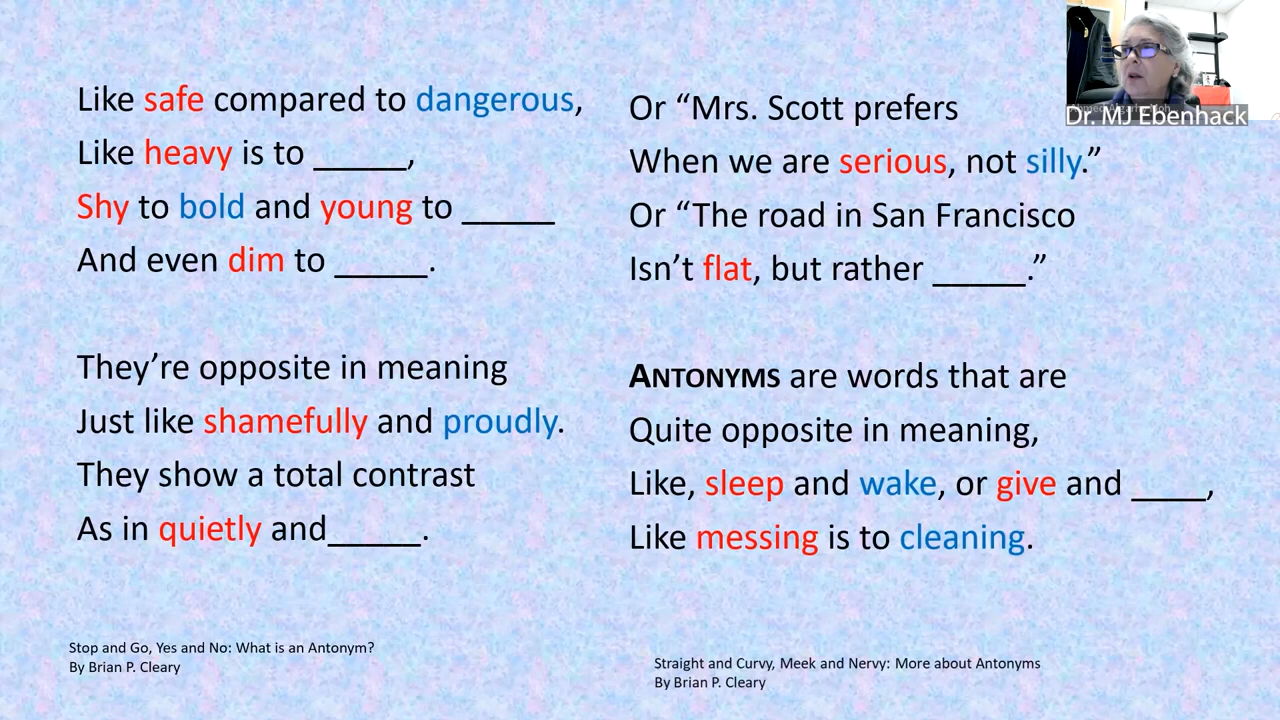 Like safe compared to dangerous,
Like heavy is to _____,
Shy to bold and young to _____
And even dim to _____.
They’re opposite in meaning
Just like shamefully and proudly.
They show a total contrast
As in quietly and_____.
Stop and Go, Yes and No: What is an Antonym?
By Brian P. Cleary
Or “Mrs. Scott prefers
When we are serious, not silly.”
Or “The road in San Francisco
Isn’t flat, but rather _____.”
ANTONYMS are words that are
Quite opposite in meaning,
Like, sleep and wake, or give and ____,
Like messing is to cleaning.
Straight and Curvy, Meek and Nervy: More about Antonyms
By Brian P. Cleary
Dr. MJ Ebenhack